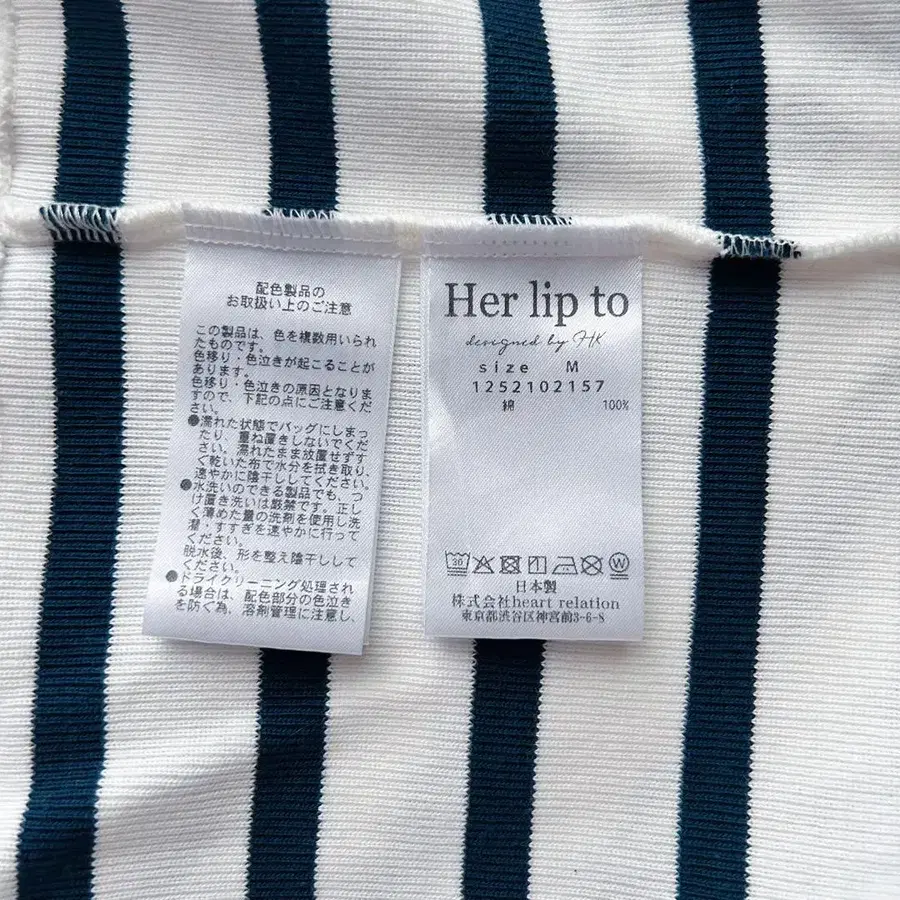 配色製品の
お取扱い上のご注意
この製品は、色を複数用いられ
たものです。
色移り・色泣きが起こることが
あります。
色移り・色泣きの原因となりま
すので、下記の点にご注意くだ
さい。
●濡れた状態でバッグにしまっ
たり、重ね置きしないでくだ
さい。濡れたまま放置せずす
ぐ乾いた布で水分を拭き取り、
速やかに陰干ししてください。
●水洗いのできる製品でも、つ
け置き洗いは厳禁です。正し
く薄めた量の洗剤を使用し洗
濯・すすぎを速やかに行って
ください。
脱水後、形を整え陰干しして
ください。
●ドライクリーニング処理され
る場合は、配色部分の色泣き
を防ぐ為、溶剤管理に注意し、
Her lip to
designed by HK
size M
1252102157
綿 100%
30
W
日本製
株式会社heart relation
東京都渋谷区神宮前3-6-8